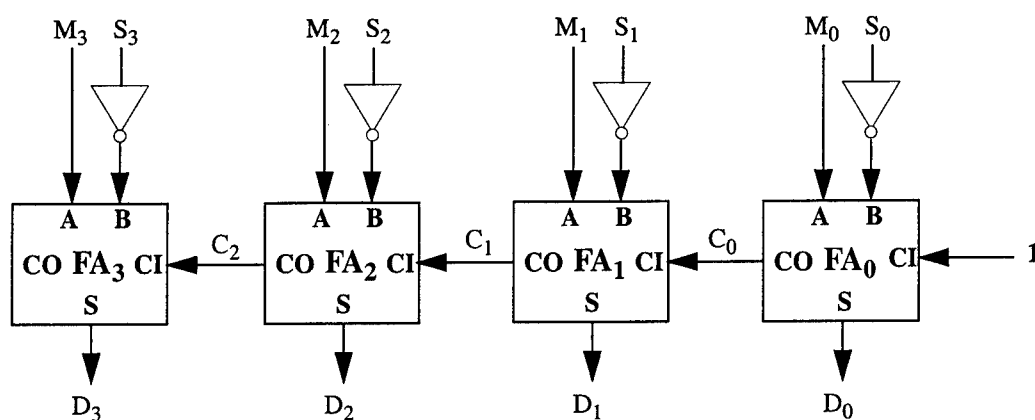 M₃ S₃ M₂ S₂ M₁ S₁ M₀ S₀
A B A B A B A B
CO FA₃ CI C₂ CO FA₂ CI C₁ CO FA₁ CI C₀ CO FA₀ CI 1
S S S S
D₃ D₂ D₁ D₀